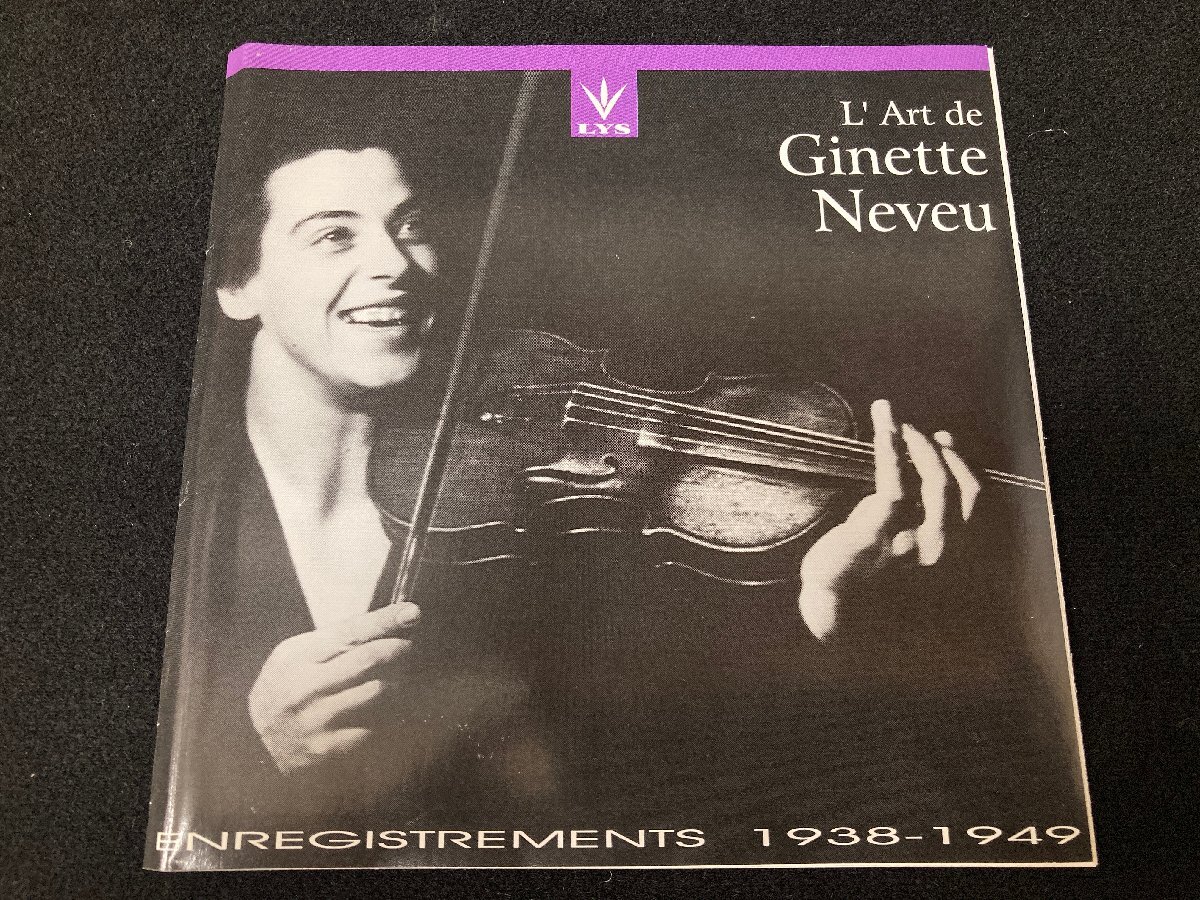 LYS
L' Art de
Ginette
Neveu
ENREGISTREMENTS 1938-1949